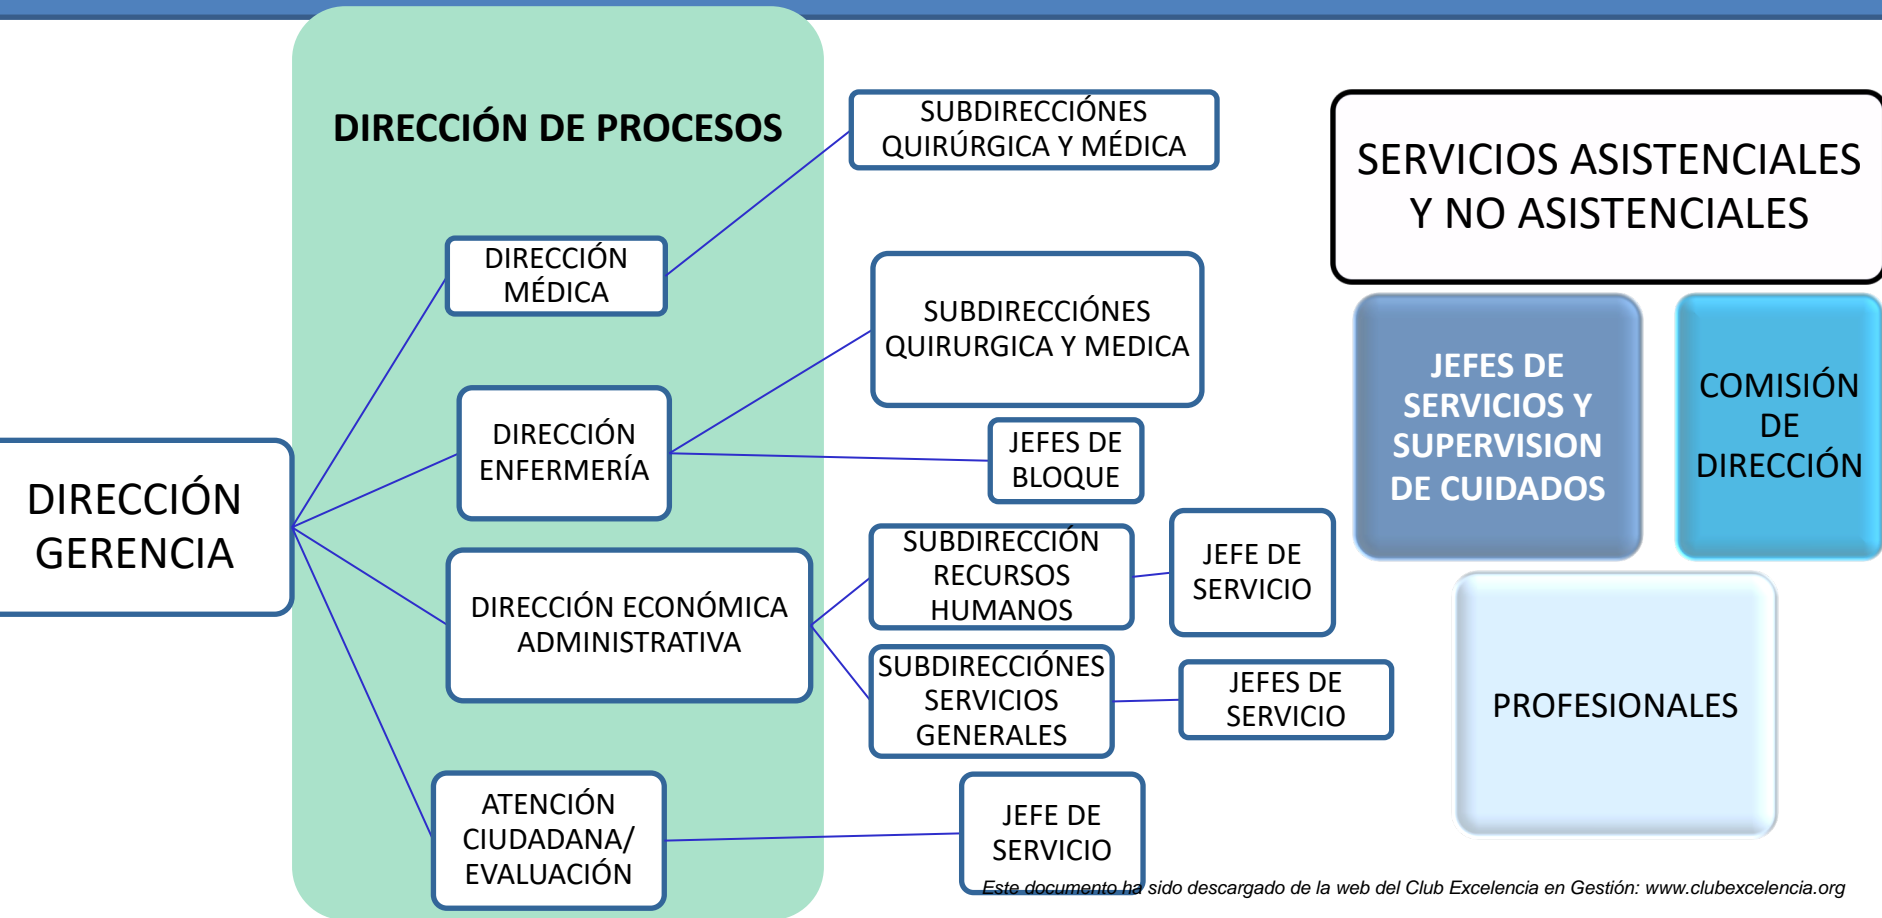 DIRECCIÓN DE PROCESOS
DIRECCIÓN
GERENCIA
DIRECCIÓN
MÉDICA
SUBDIRECCIÓNES
QUIRÚRGICA Y MÉDICA
DIRECCIÓN
ENFERMERÍA
SUBDIRECCIÓNES
QUIRURGICA Y MEDICA
JEFES DE
BLOQUE
DIRECCIÓN ECONÓMICA
ADMINISTRATIVA
SUBDIRECCIÓN
RECURSOS
HUMANOS
JEFE DE
SERVICIO
SUBDIRECCIÓNES
SERVICIOS
GENERALES
JEFES DE
SERVICIO
ATENCIÓN
CIUDADANA/
EVALUACIÓN
JEFE DE
SERVICIO
SERVICIOS ASISTENCIALES
Y NO ASISTENCIALES
JEFES DE
SERVICIOS Y
SUPERVISION
DE CUIDADOS
COMISIÓN
DE
DIRECCIÓN
PROFESIONALES
Este documento ha sido descargado de la web del Club Excelencia en Gestión: www.clubexcelencia.org